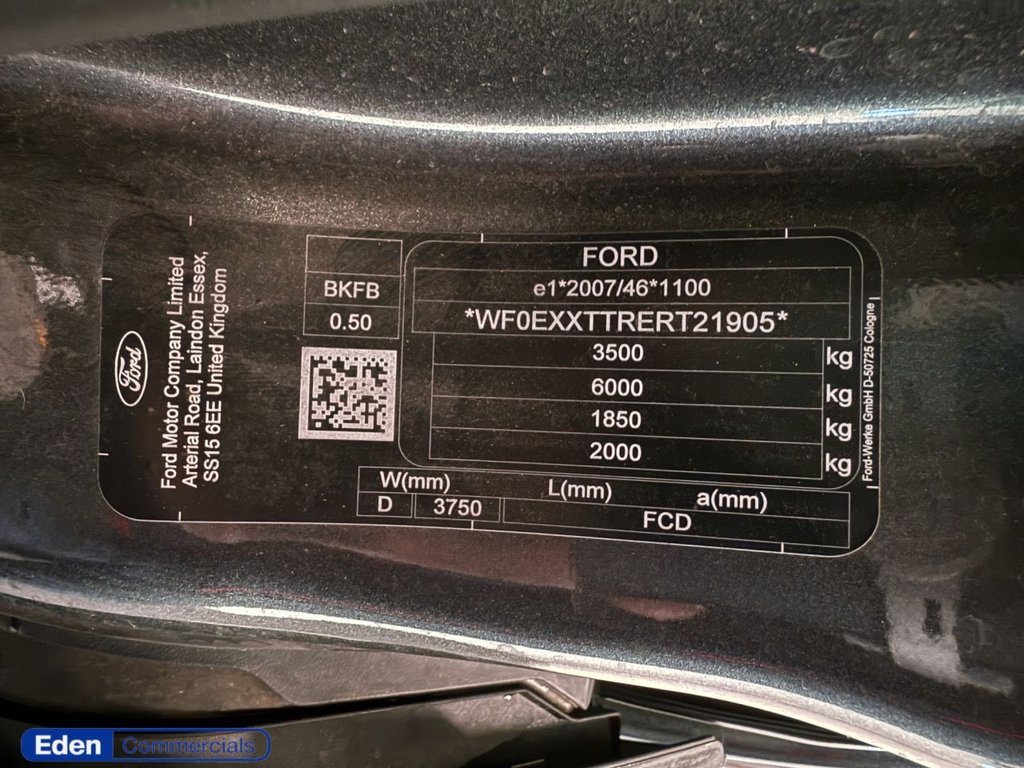 Ford
Ford Motor Company Limited
Arterial Road, Laindon Essex,
SS15 6EE United Kingdom
BKFB
0.50
FORD
e1*2007/46*1100
*WF0EXXTTRERT21905*
3500 kg
6000 kg
1850 kg
2000 kg
Ford-Werke GmbH D-50725 Cologne
W(mm) L(mm) a(mm)
D 3750 FCD
Eden Commercials